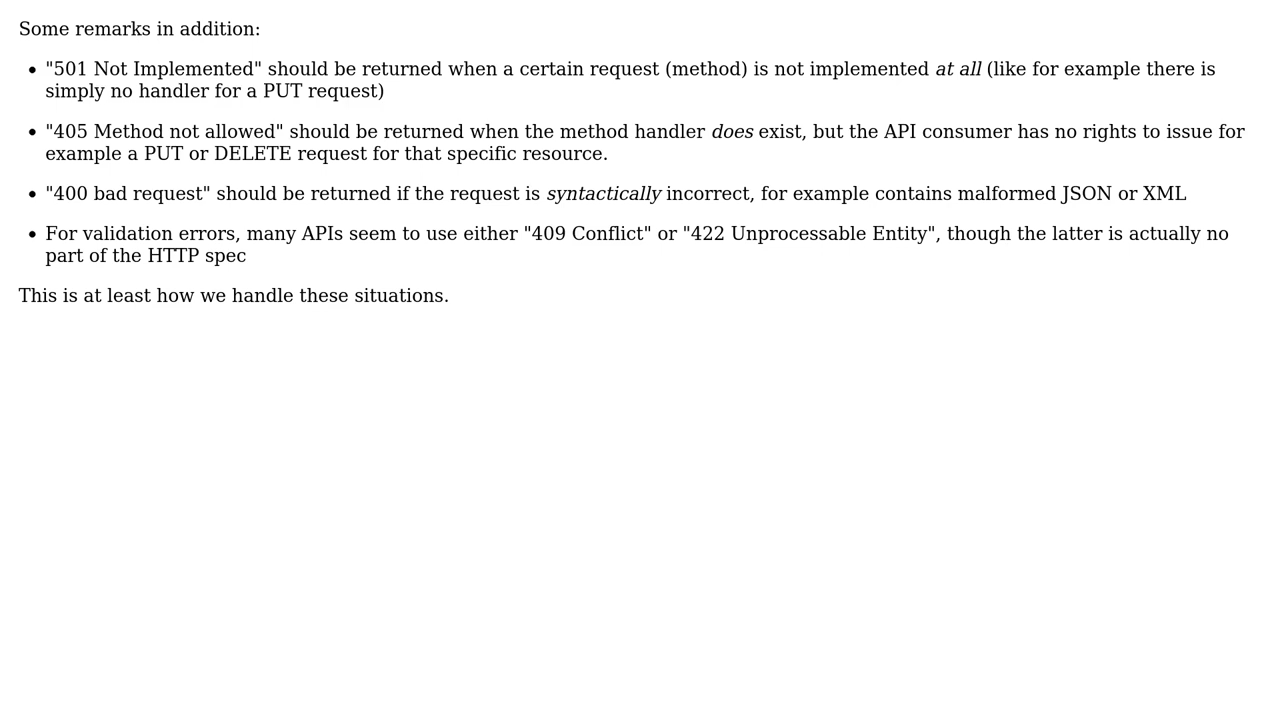 Some remarks in addition:
• "501 Not Implemented" should be returned when a certain request (method) is not implemented at all (like for example there is
simply no handler for a PUT request)
• "405 Method not allowed" should be returned when the method handler does exist, but the API consumer has no rights to issue for
example a PUT or DELETE request for that specific resource.
• "400 bad request" should be returned if the request is syntactically incorrect, for example contains malformed JSON or XML
• For validation errors, many APIs seem to use either "409 Conflict" or "422 Unprocessable Entity", though the latter is actually no
part of the HTTP spec
This is at least how we handle these situations.